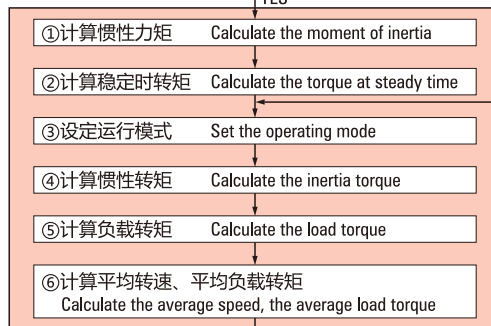 YES
①计算惯性力矩 Calculate the moment of inertia
②计算稳定时转矩 Calculate the torque at steady time
③设定运行模式 Set the operating mode
④计算惯性转矩 Calculate the inertia torque
⑤计算负载转矩 Calculate the load torque
⑥计算平均转速、平均负载转矩
Calculate the average speed, the average load torque